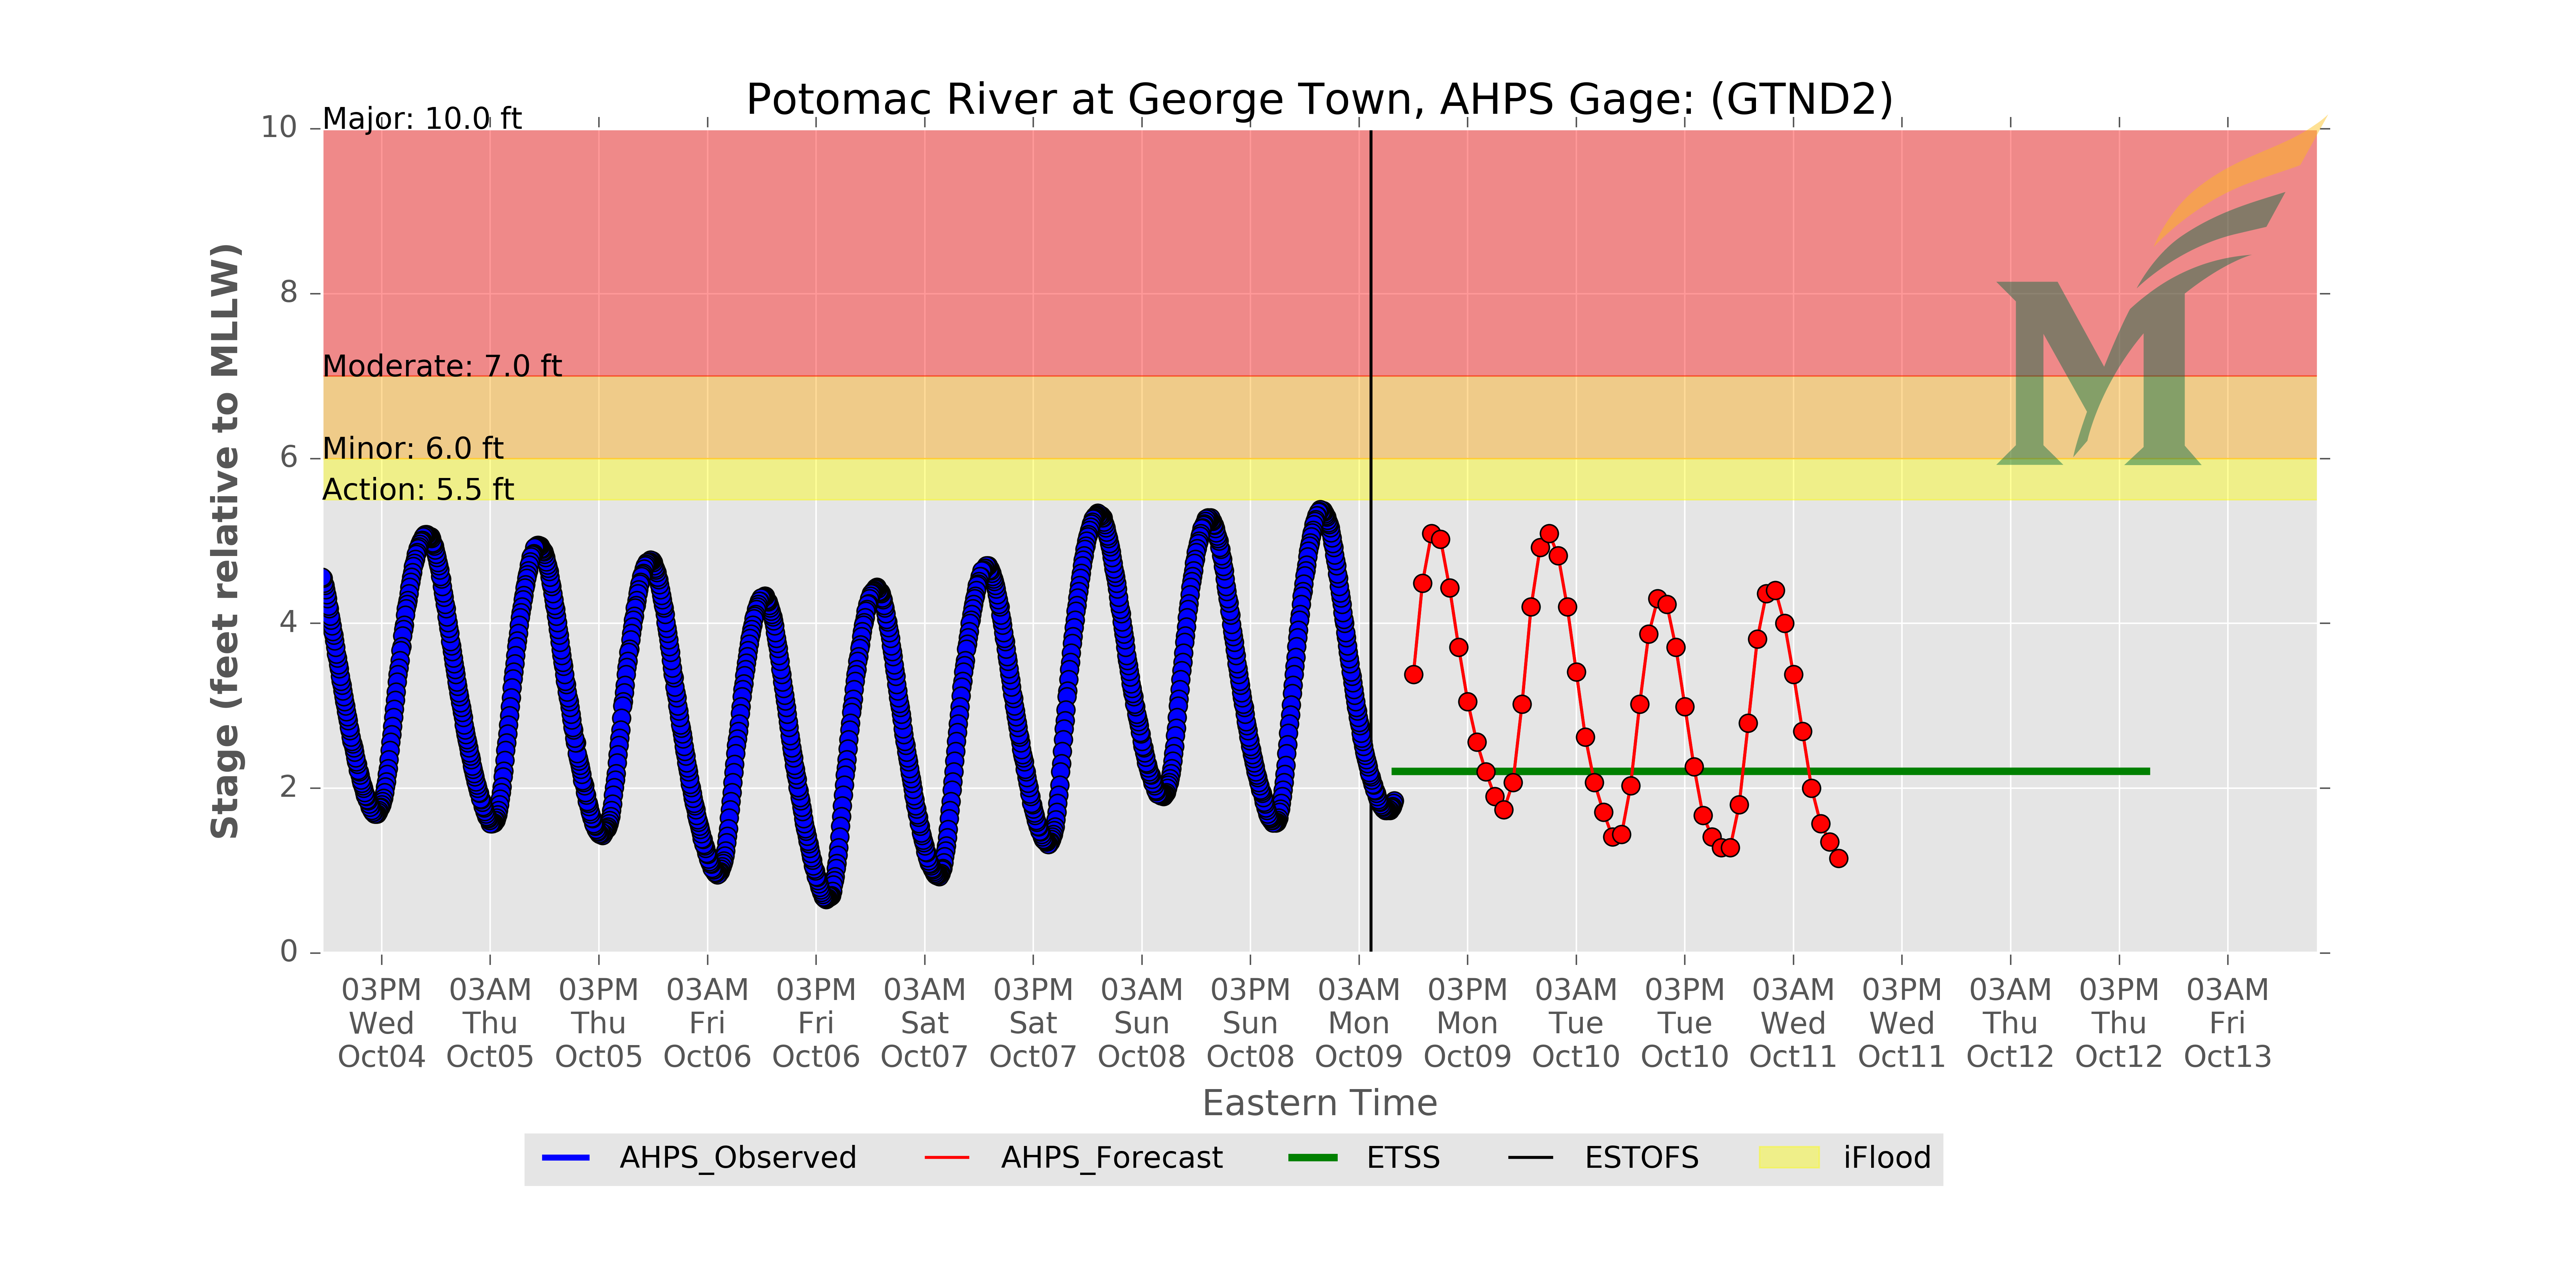 Potomac River at George Town, AHPS Gage: (GTND2)
Major: 10.0 ft
Moderate: 7.0 ft
Minor: 6.0 ft
Action: 5.5 ft
10
8
6
4
2
0
Stage (feet relative to MLLW)
03PM 03AM 03PM 03AM 03PM 03AM 03PM 03AM 03PM 03AM 03PM 03AM 03PM 03AM 03PM 03AM 03PM 03AM
Wed Thu Thu Fri Fri Sat Sat Sun Sun Mon Mon Tue Tue Wed Wed Thu Thu Fri
Oct04 Oct05 Oct05 Oct06 Oct06 Oct07 Oct07 Oct08 Oct08 Oct09 Oct09 Oct10 Oct10 Oct11 Oct11 Oct12 Oct12 Oct13
Eastern Time
AHPS_Observed AHPS_Forecast ETSS ESTOFS iFlood
M